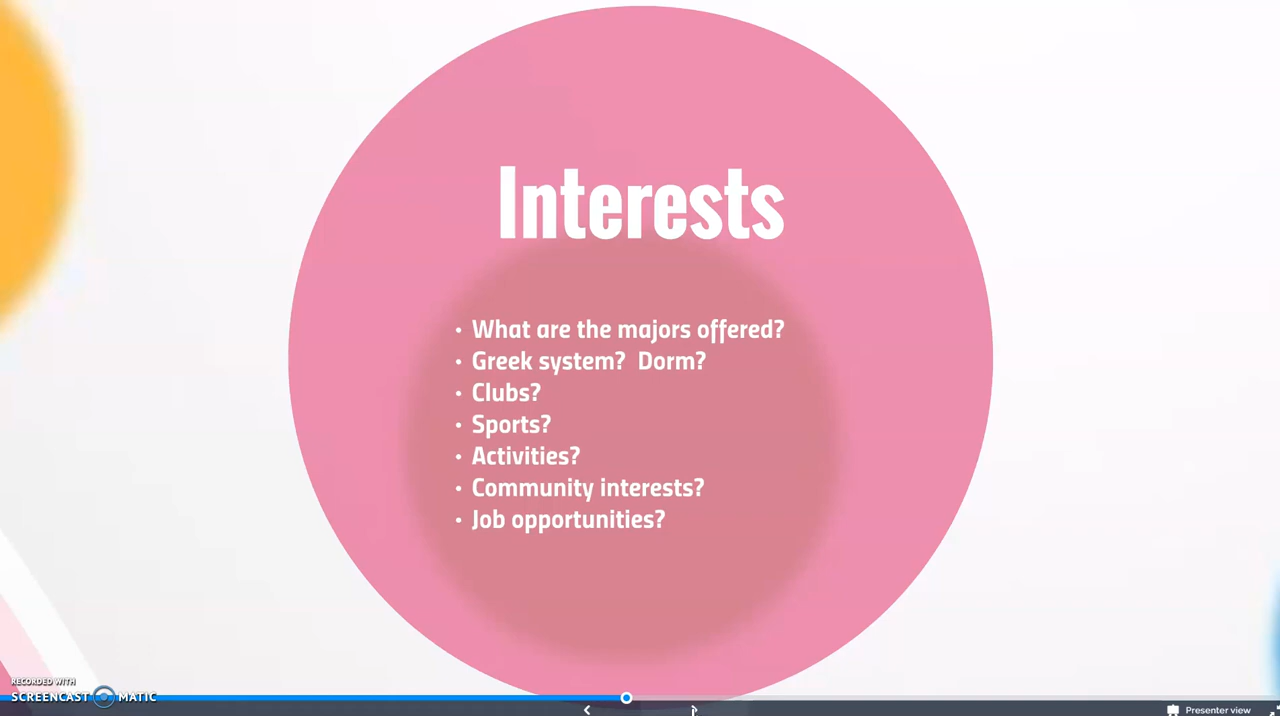 Interests
• What are the majors offered?
• Greek system?  Dorm?
• Clubs?
• Sports?
• Activities?
• Community interests?
• Job opportunities?
RECORDED WITH
SCREENCAST MATIC
Presenter view